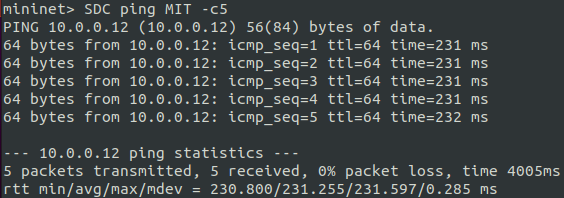 mininet> SDC ping MIT -c5
PING 10.0.0.12 (10.0.0.12) 56(84) bytes of data.
64 bytes from 10.0.0.12: icmp_seq=1 ttl=64 time=231 ms
64 bytes from 10.0.0.12: icmp_seq=2 ttl=64 time=231 ms
64 bytes from 10.0.0.12: icmp_seq=3 ttl=64 time=231 ms
64 bytes from 10.0.0.12: icmp_seq=4 ttl=64 time=231 ms
64 bytes from 10.0.0.12: icmp_seq=5 ttl=64 time=232 ms

--- 10.0.0.12 ping statistics ---
5 packets transmitted, 5 received, 0% packet loss, time 4005ms
rtt min/avg/max/mdev = 230.800/231.255/231.597/0.285 ms